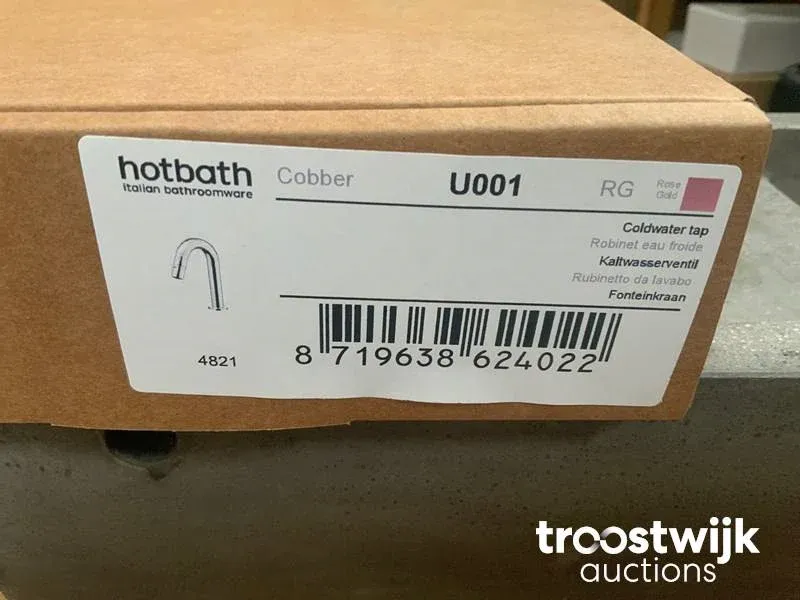 hotbath Cobber U001 RG Rose
italian bathroomware Gold
Coldwater tap
Robinet eau froide
Kaltwasserventil
Rubinetto da lavabo
Fonteinkraan
4821
8 719638 624022
troostwijk
auctions